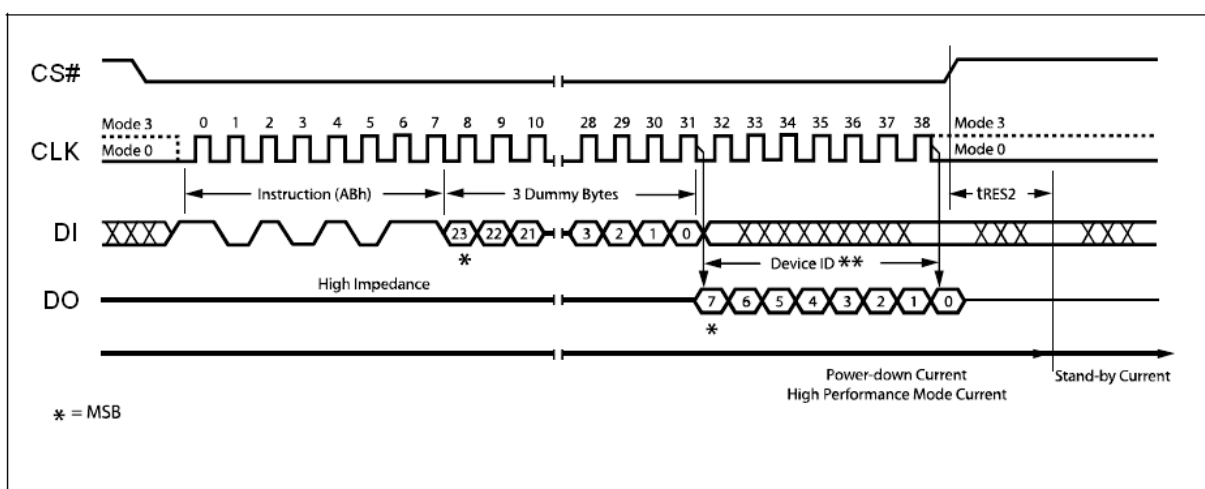 CS#
Mode 3 0 1 2 3 4 5 6 7 8 9 10 28 29 30 31 32 33 34 35 36 37 38 Mode 3
CLK Mode 0 Mode 0
Instruction (ABh) 3 Dummy Bytes tRES2
DI 23 22 21 3 2 1 0
* Device ID **
High Impedance
DO 7 6 5 4 3 2 1 0
*
Power-down Current Stand-by Current
High Performance Mode Current
* = MSB